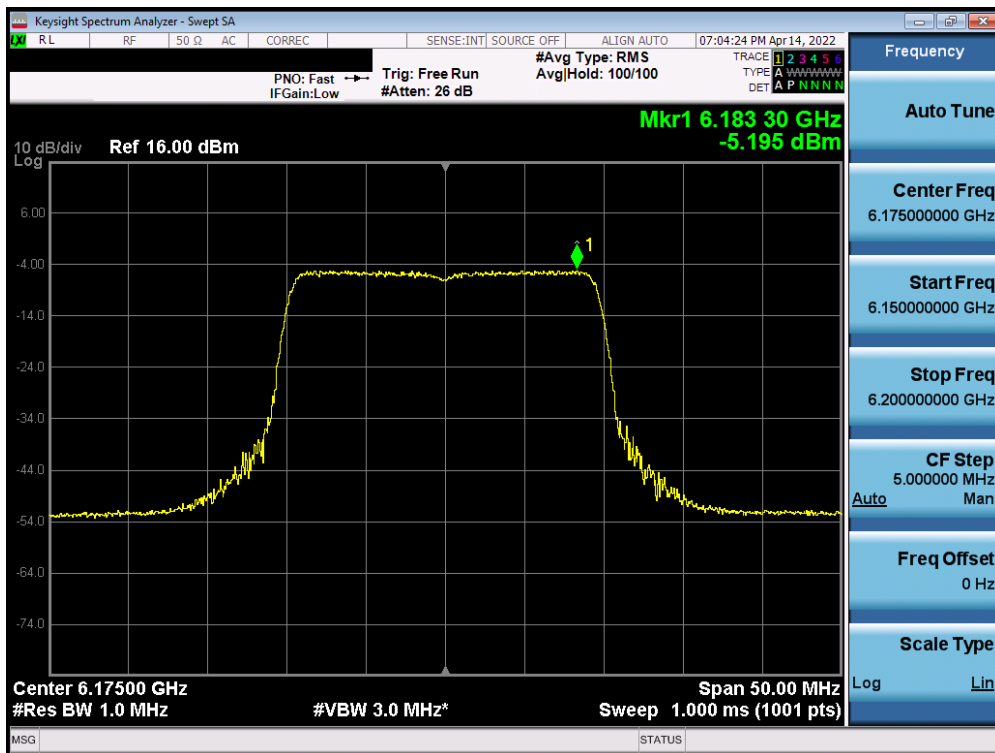 Keysight Spectrum Analyzer - Swept SA
LXI RL RF 50 Ω AC CORREC SENSE:INT SOURCE OFF ALIGN AUTO 07:04:24 PM Apr 14, 2022
Frequency
PNO: Fast
IFGain:Low
Trig: Free Run
#Atten: 26 dB
#Avg Type: RMS
Avg|Hold: 100/100
TRACE 1 2 3 4 5 6
TYPE A WWWWW
DET A P N N N N
Mkr1 6.183 30 GHz
-5.195 dBm
10 dB/div Ref 16.00 dBm
Log
6.00
-4.00
-14.0
-24.0
-34.0
-44.0
-54.0
-64.0
-74.0
1
Center 6.17500 GHz Span 50.00 MHz
#Res BW 1.0 MHz #VBW 3.0 MHz* Sweep 1.000 ms (1001 pts)
MSG STATUS
Auto Tune
Center Freq
6.175000000 GHz
Start Freq
6.150000000 GHz
Stop Freq
6.200000000 GHz
CF Step
5.000000 MHz
Auto Man
Freq Offset
0 Hz
Scale Type
Log Lin